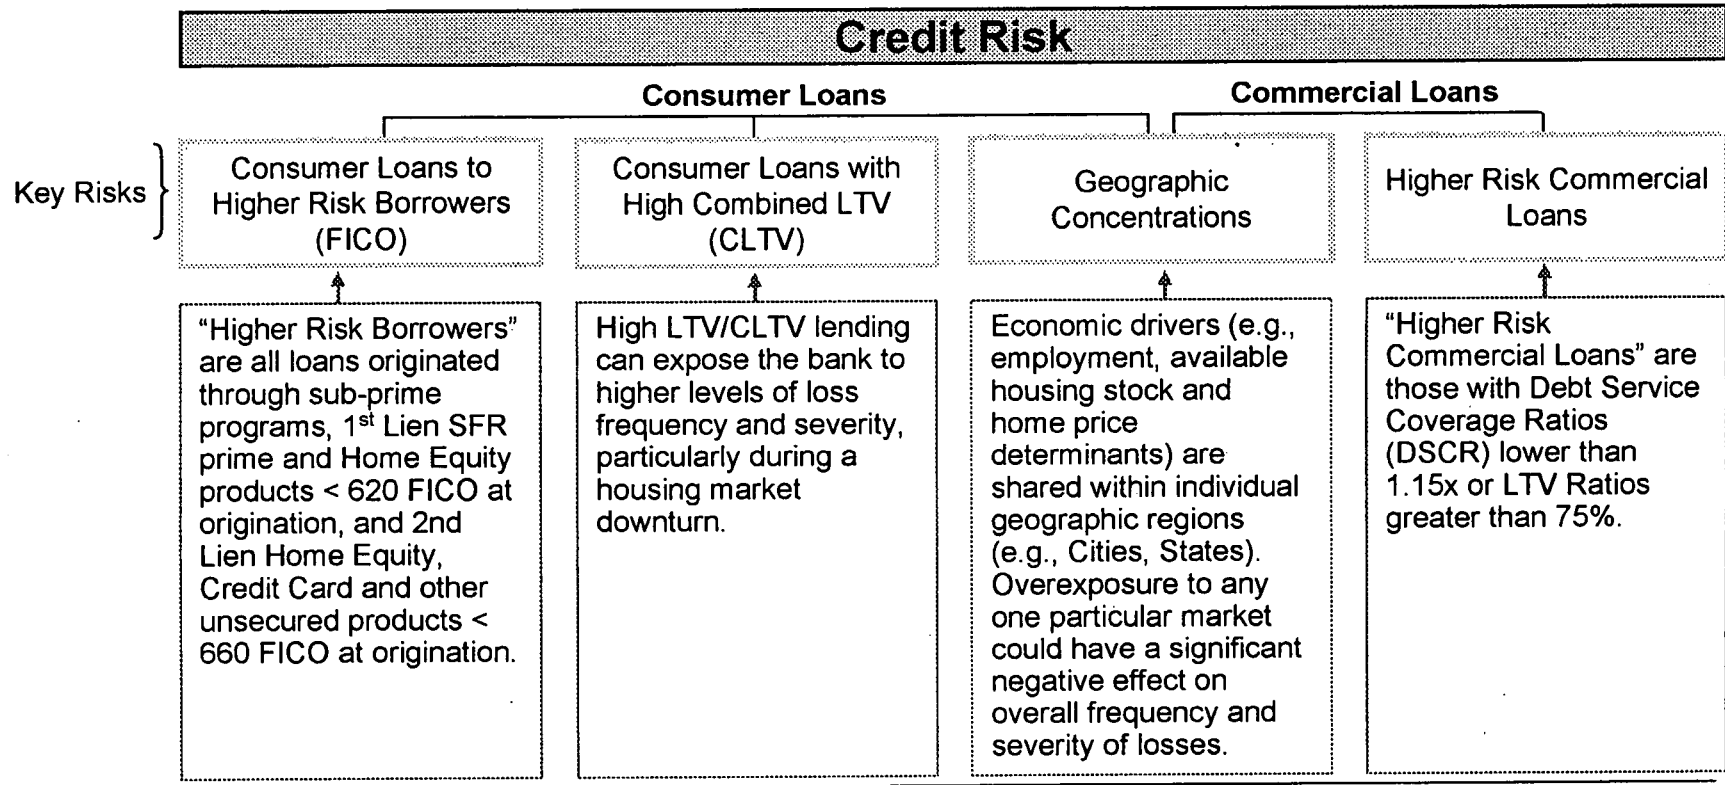 Credit Risk
Consumer Loans
Commercial Loans
Key Risks
Consumer Loans to
Higher Risk Borrowers
(FICO)
Consumer Loans with
High Combined LTV
(CLTV)
Geographic
Concentrations
Higher Risk Commercial
Loans
“Higher Risk Borrowers”
are all loans originated
through sub-prime
programs, 1st Lien SFR
prime and Home Equity
products < 620 FICO at
origination, and 2nd
Lien Home Equity,
Credit Card and other
unsecured products <
660 FICO at origination.
High LTV/CLTV lending
can expose the bank to
higher levels of loss
frequency and severity,
particularly during a
housing market
downturn.
Economic drivers (e.g.,
employment, available
housing stock and
home price
determinants) are
shared within individual
geographic regions
(e.g., Cities, States).
Overexposure to any
one particular market
could have a significant
negative effect on
overall frequency and
severity of losses.
“Higher Risk
Commercial Loans” are
those with Debt Service
Coverage Ratios
(DSCR) lower than
1.15x or LTV Ratios
greater than 75%.